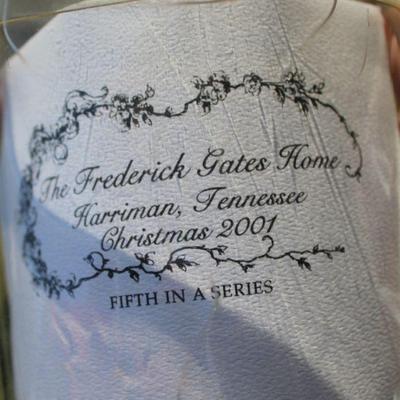 The Frederick Gates Home
Harriman, Tennessee
Christmas 2001
FIFTH IN A SERIES